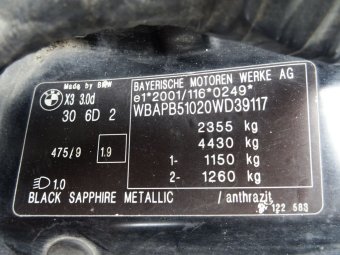 Made by BMW
X3 3.0d
30 6D 2
475/9 1.9
1.0
BAYERISCHE MOTOREN WERKE AG
e1*2001/116*0249*
WBAPB51020WD39117
2355 kg
4430 kg
1- 1150 kg
2- 1260 kg
BLACK SAPPHIRE METALLIC / anthrazit
122 583